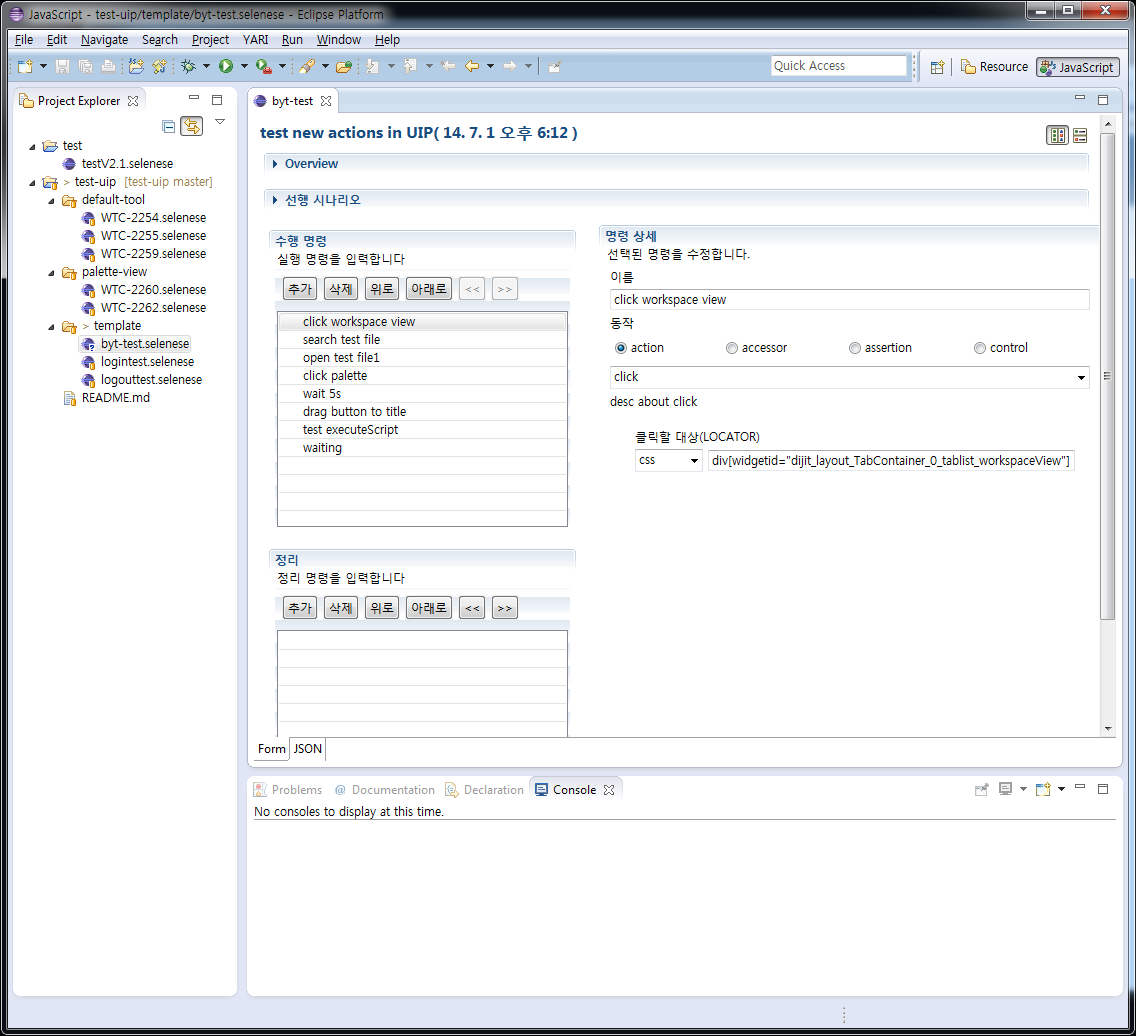 JavaScript - test-uip/template/byt-test.selenese - Eclipse Platform
File Edit Navigate Search Project YARI Run Window Help
Quick Access
Resource
JavaScript
Project Explorer
test
testV2.1.selenese
> test-uip [test-uip master]
default-tool
WTC-2254.selenese
WTC-2255.selenese
WTC-2259.selenese
palette-view
WTC-2260.selenese
WTC-2262.selenese
> template
byt-test.selenese
logintest.selenese
logouttest.selenese
README.md
byt-test
test new actions in UIP( 14. 7. 1 오후 6:12 )
Overview
선행 시나리오
수행 명령
실행 명령을 입력합니다
추가 삭제 위로 아래로 << >>
click workspace view
search test file
open test file1
click palette
wait 5s
drag button to title
test executeScript
waiting
정리
정리 명령을 입력합니다
추가 삭제 위로 아래로 << >>
명령 상세
선택된 명령을 수정합니다.
이름
click workspace view
동작
action accessor assertion control
click
desc about click
클릭할 대상(LOCATOR)
css div[widgetid="dijit_layout_TabContainer_0_tablist_workspaceView"]
Form JSON
Problems @ Documentation Declaration Console
No consoles to display at this time.